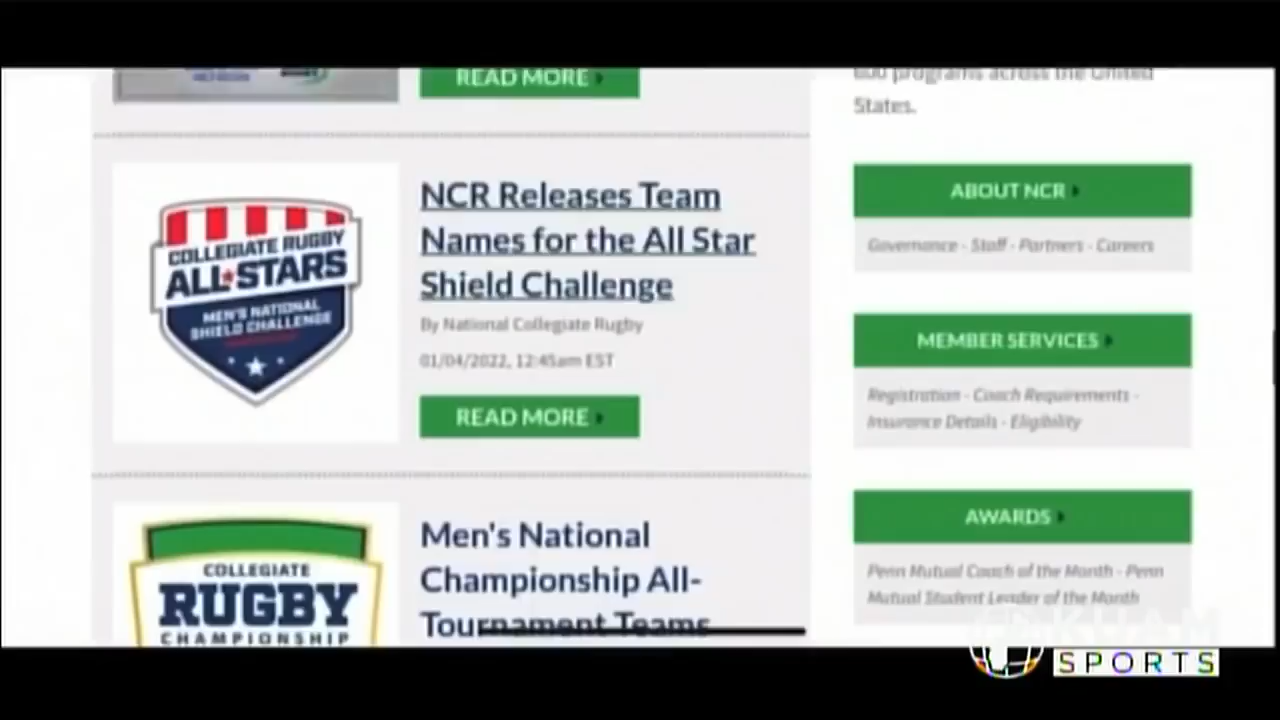 READ MORE
COLLEGIATE RUGBY
ALL★STARS
MEN'S NATIONAL
SHIELD CHALLENGE
NCR Releases Team
Names for the All Star
Shield Challenge
By National Collegiate Rugby
01/04/2022, 12:45am EST
READ MORE
COLLEGIATE
RUGBY
CHAMPIONSHIP
Men's National
Championship All-
Tournament Teams
600 programs across the United
States.
ABOUT NCR
Governance - Staff - Partners - Careers
MEMBER SERVICES
Registration - Coach Requirements -
Insurance Details - Eligibility
AWARDS
Penn Mutual Coach of the Month - Penn
Mutual Student Leader of the Month
KUAM
SPORTS